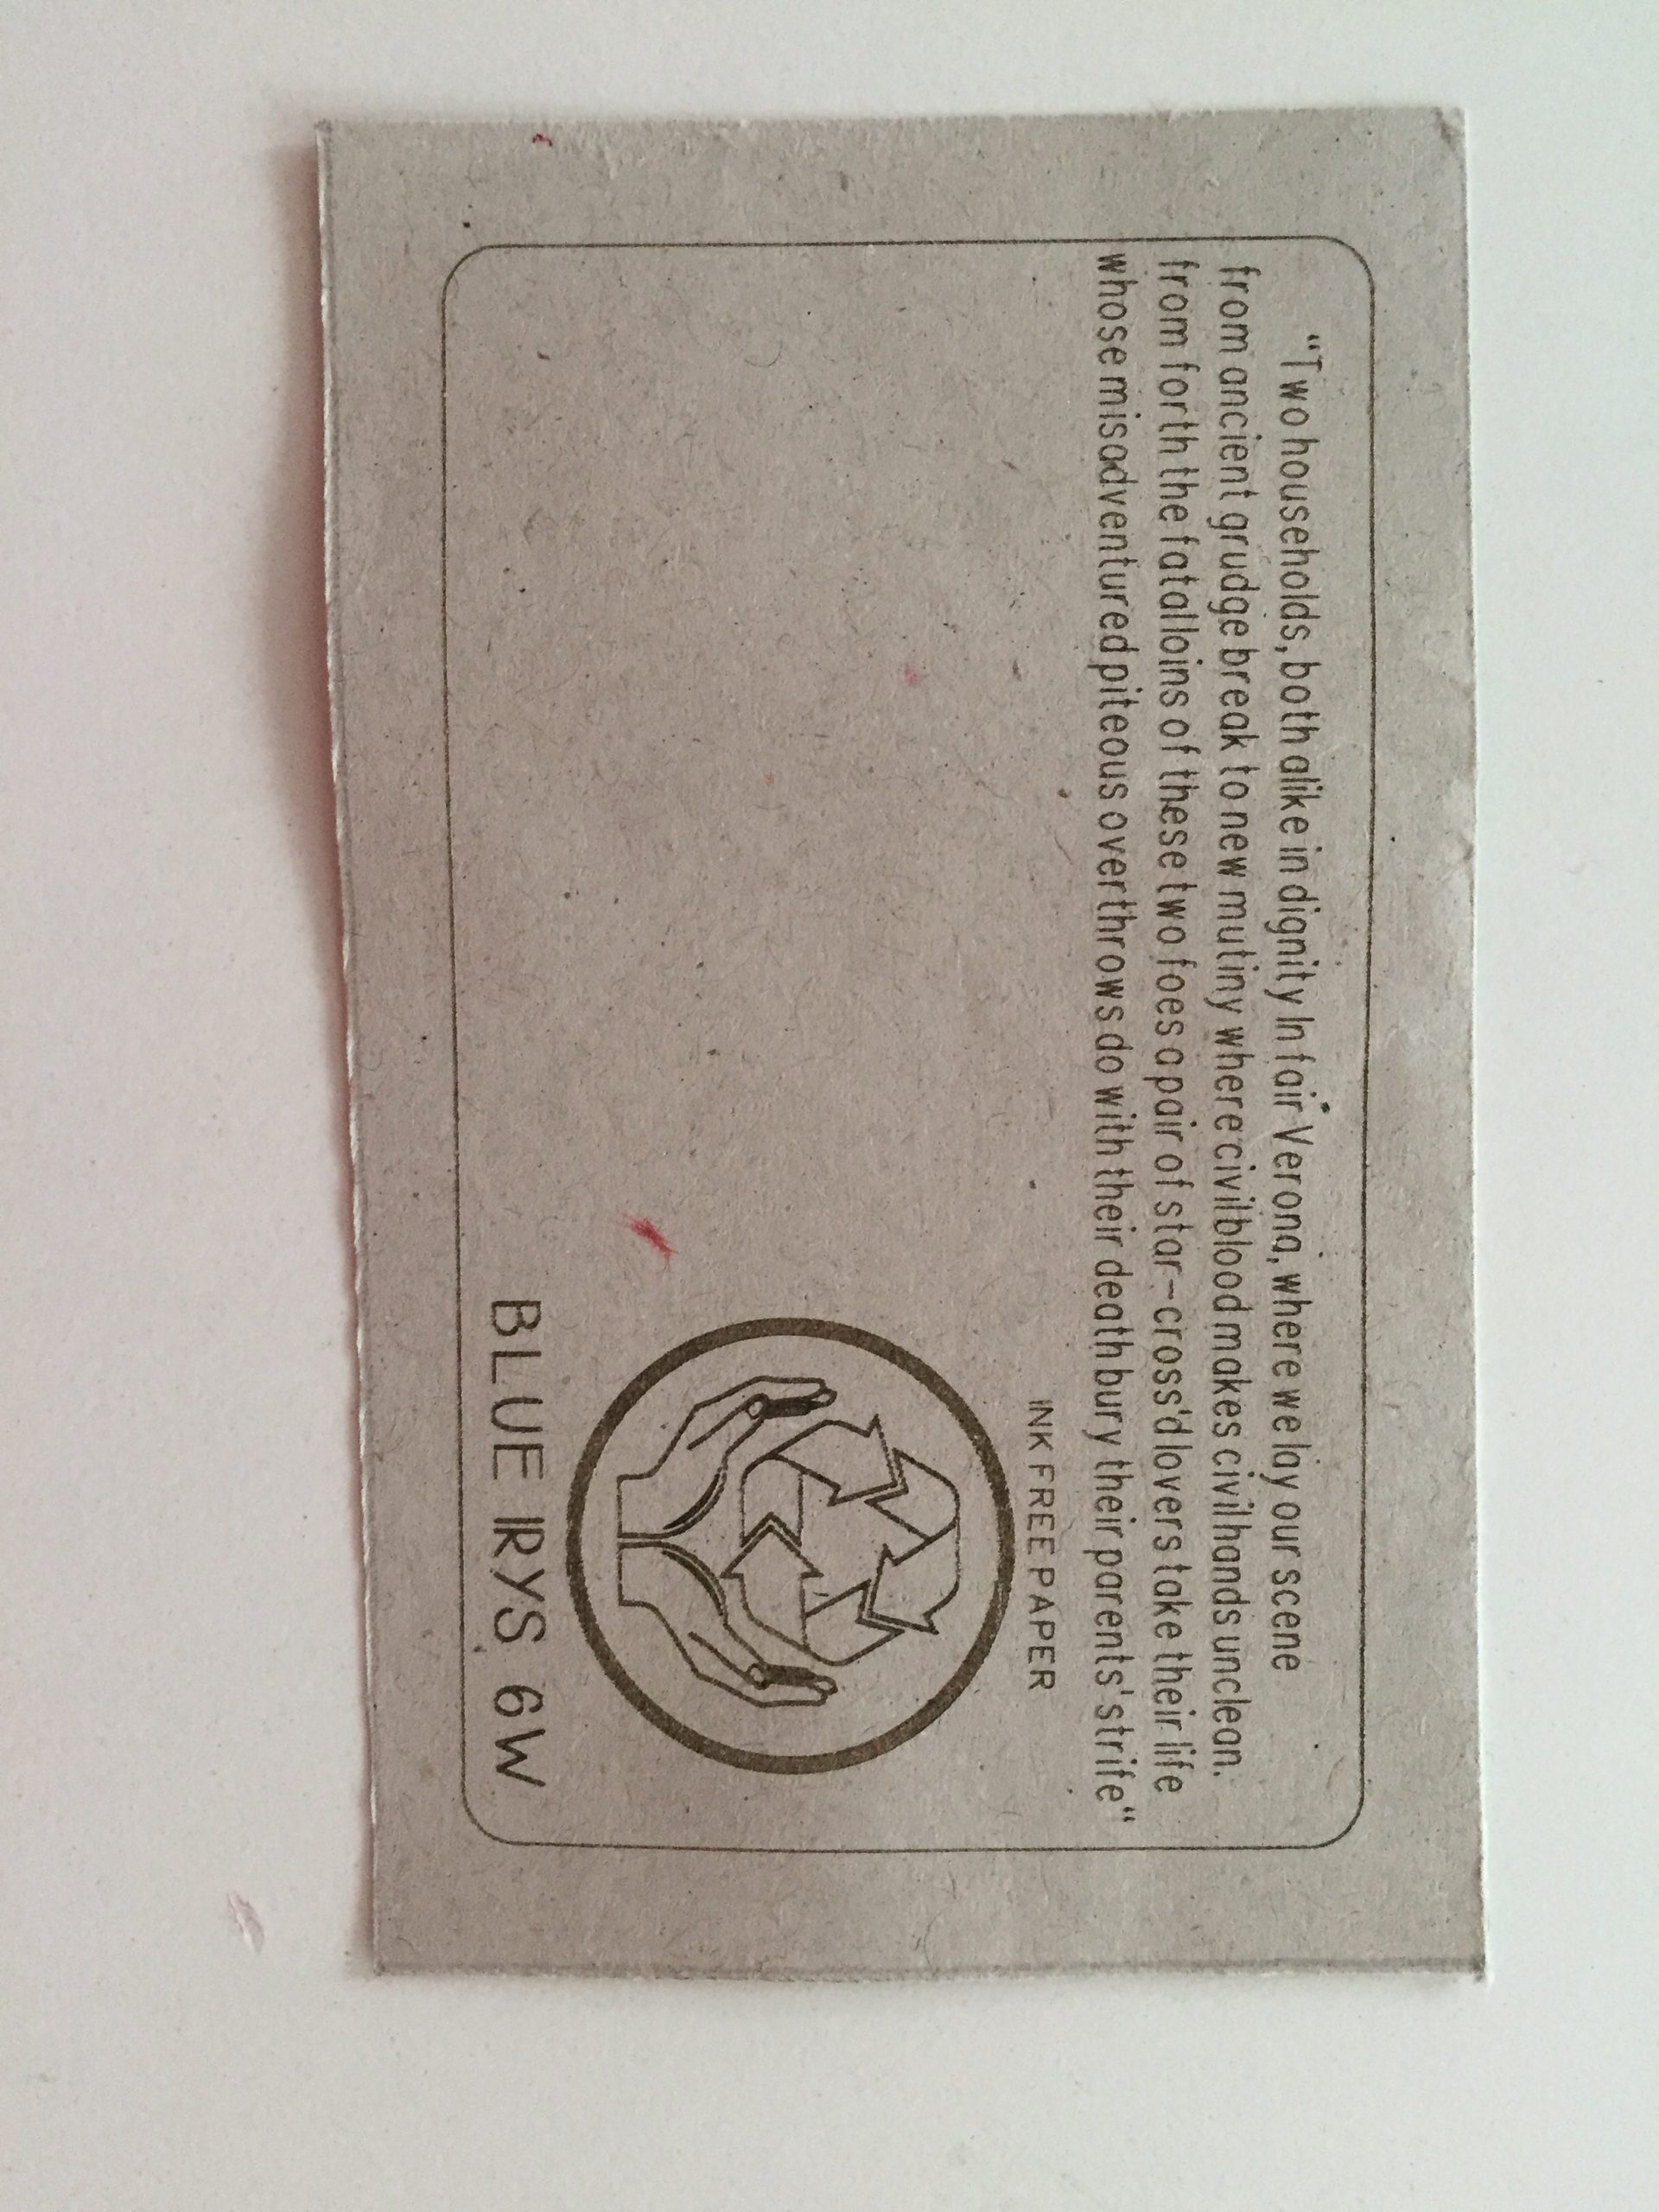 “Two households, both alike in dignity In fair Verona, where we lay our scene
from ancient grudge break to new mutiny where civil blood makes civil hands unclean.
from forth the fatal loins of these two foes a pair of star-cross'd lovers take their life
whose misadventured piteous overthrows do with their death bury their parents' strife"
INK FREE PAPER
BLUE IRYS 6W